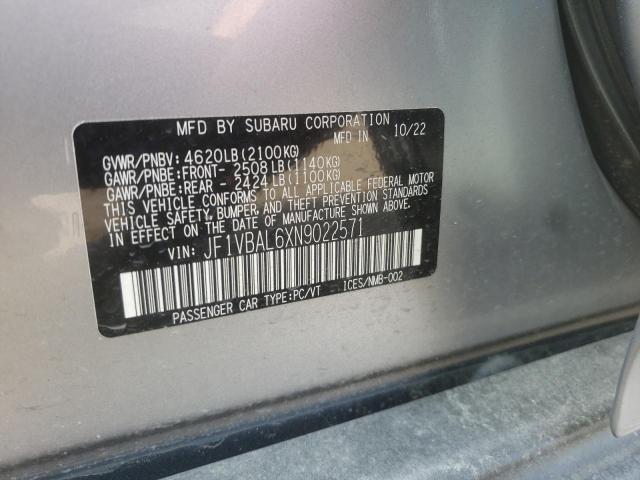 MFD BY SUBARU CORPORATION
MFD IN 10/22
GVWR/PNBV: 4620LB(2100KG)
GAWR/PNBE:FRONT- 2508LB(1140KG)
GAWR/PNBE:REAR - 2424LB(1100KG)
THIS VEHICLE CONFORMS TO ALL APPLICABLE FEDERAL MOTOR
VEHICLE SAFETY, BUMPER, AND THEFT PREVENTION STANDARDS
IN EFFECT ON THE DATE OF MANUFACTURE SHOWN ABOVE.
VIN: JF1VBAL6XN9022571
PASSENGER CAR TYPE:PC/VT ICES/NMB-002